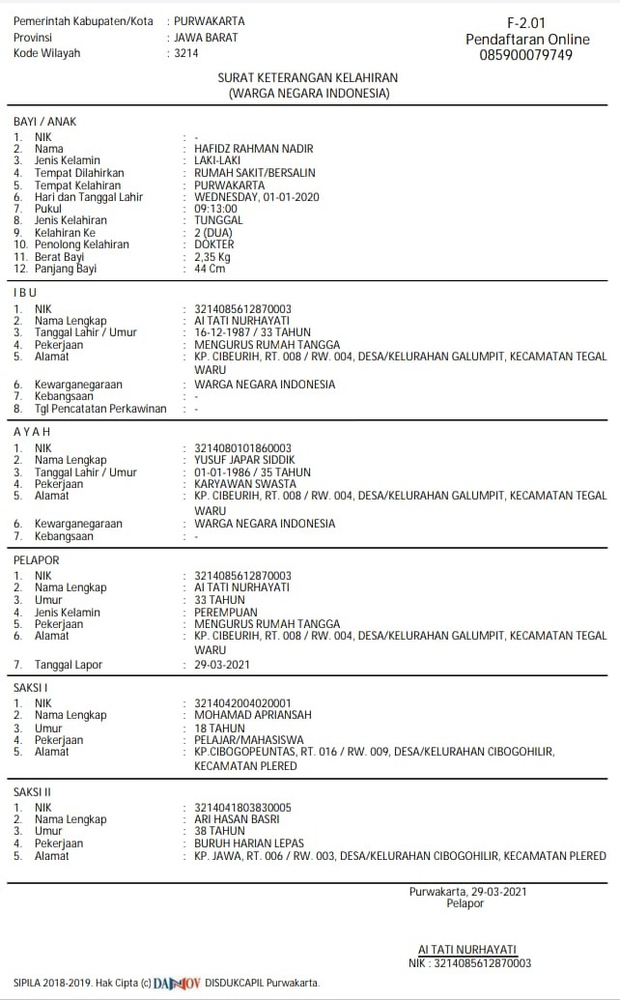 Pemerintah Kabupaten/Kota : PURWAKARTA
Provinsi : JAWA BARAT
Kode Wilayah : 3214
F-2.01
Pendaftaran Online
085900079749
SURAT KETERANGAN KELAHIRAN
(WARGA NEGARA INDONESIA)
BAYI / ANAK
1. NIK : -
2. Nama : HAFIDZ RAHMAN NADIR
3. Jenis Kelamin : LAKI-LAKI
4. Tempat Dilahirkan : RUMAH SAKIT/BERSALIN
5. Tempat Kelahiran : PURWAKARTA
6. Hari dan Tanggal Lahir : WEDNESDAY, 01-01-2020
7. Pukul : 09:13:00
8. Jenis Kelahiran : TUNGGAL
9. Kelahiran Ke : 2 (DUA)
10. Penolong Kelahiran : DOKTER
11. Berat Bayi : 2,35 Kg
12. Panjang Bayi : 44 Cm
I B U
1. NIK : 3214085612870003
2. Nama Lengkap : AI TATI NURHAYATI
3. Tanggal Lahir / Umur : 16-12-1987 / 33 TAHUN
4. Pekerjaan : MENGURUS RUMAH TANGGA
5. Alamat : KP. CIBEURIH, RT. 008 / RW. 004, DESA/KELURAHAN GALUMPIT, KECAMATAN TEGAL
WARU
6. Kewarganegaraan : WARGA NEGARA INDONESIA
7. Kebangsaan : -
8. Tgl Pencatatan Perkawinan : -
A Y A H
1. NIK : 3214080101860003
2. Nama Lengkap : YUSUF JAPAR SIDDIK
3. Tanggal Lahir / Umur : 01-01-1986 / 35 TAHUN
4. Pekerjaan : KARYAWAN SWASTA
5. Alamat : KP. CIBEURIH, RT. 008 / RW. 004, DESA/KELURAHAN GALUMPIT, KECAMATAN TEGAL
WARU
6. Kewarganegaraan : WARGA NEGARA INDONESIA
7. Kebangsaan : -
PELAPOR
1. NIK : 3214085612870003
2. Nama Lengkap : AI TATI NURHAYATI
3. Umur : 33 TAHUN
4. Jenis Kelamin : PEREMPUAN
5. Pekerjaan : MENGURUS RUMAH TANGGA
6. Alamat : KP. CIBEURIH, RT. 008 / RW. 004, DESA/KELURAHAN GALUMPIT, KECAMATAN TEGAL
WARU
7. Tanggal Lapor : 29-03-2021
SAKSI I
1. NIK : 3214042004020001
2. Nama Lengkap : MOHAMAD APRIANSAH
3. Umur : 18 TAHUN
4. Pekerjaan : PELAJAR/MAHASISWA
5. Alamat : KP.CIBOGOPEUNTAS, RT. 016 / RW. 009, DESA/KELURAHAN CIBOGOHILIR,
KECAMATAN PLERED
SAKSI II
1. NIK : 3214041803830005
2. Nama Lengkap : ARI HASAN BASRI
3. Umur : 38 TAHUN
4. Pekerjaan : BURUH HARIAN LEPAS
5. Alamat : KP. JAWA, RT. 006 / RW. 003, DESA/KELURAHAN CIBOGOHILIR, KECAMATAN PLERED
Purwakarta, 29-03-2021
Pelapor
AI TATI NURHAYATI
NIK : 3214085612870003
SIPILA 2018-2019. Hak Cipta (c) DISDUKCAPIL Purwakarta.